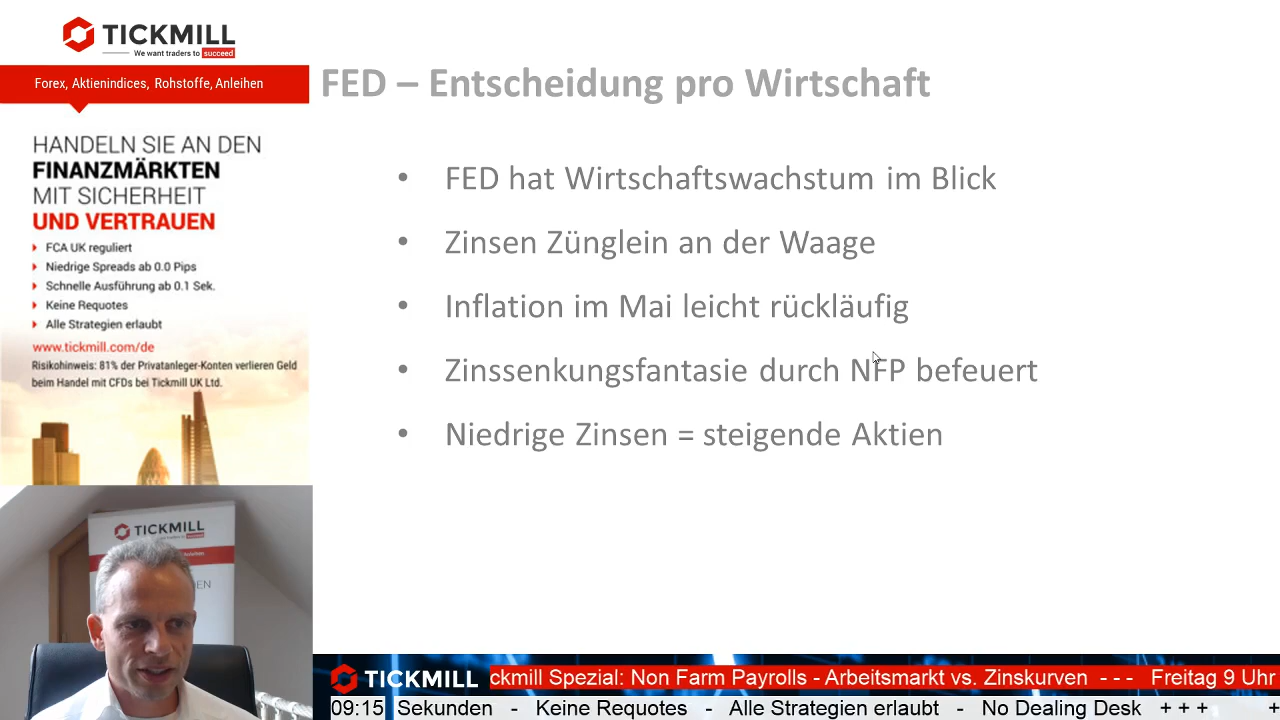 TICKMILL
We want traders to succeed
Forex, Aktienindices, Rohstoffe, Anleihen
HANDELN SIE AN DEN
FINANZMÄRKTEN
MIT SICHERHEIT
UND VERTRAUEN
FCA UK reguliert
Niedrige Spreads ab 0.0 Pips
Schnelle Ausführung ab 0.1 Sek.
Keine Requotes
Alle Strategien erlaubt
www.tickmill.com/de
Risikohinweis: 81% der Privatanleger-Konten verlieren Geld
beim Handel mit CFDs bei Tickmill UK Ltd.
FED – Entscheidung pro Wirtschaft
• FED hat Wirtschaftswachstum im Blick
• Zinsen Zünglein an der Waage
• Inflation im Mai leicht rückläufig
• Zinssenkungsfantasie durch NFP befeuert
• Niedrige Zinsen = steigende Aktien
TICKMILL
TICKMILL ckmill Spezial: Non Farm Payrolls - Arbeitsmarkt vs. Zinskurven - - - Freitag 9 Uhr
09:15 Sekunden - Keine Requotes - Alle Strategien erlaubt - No Dealing Desk + + + +